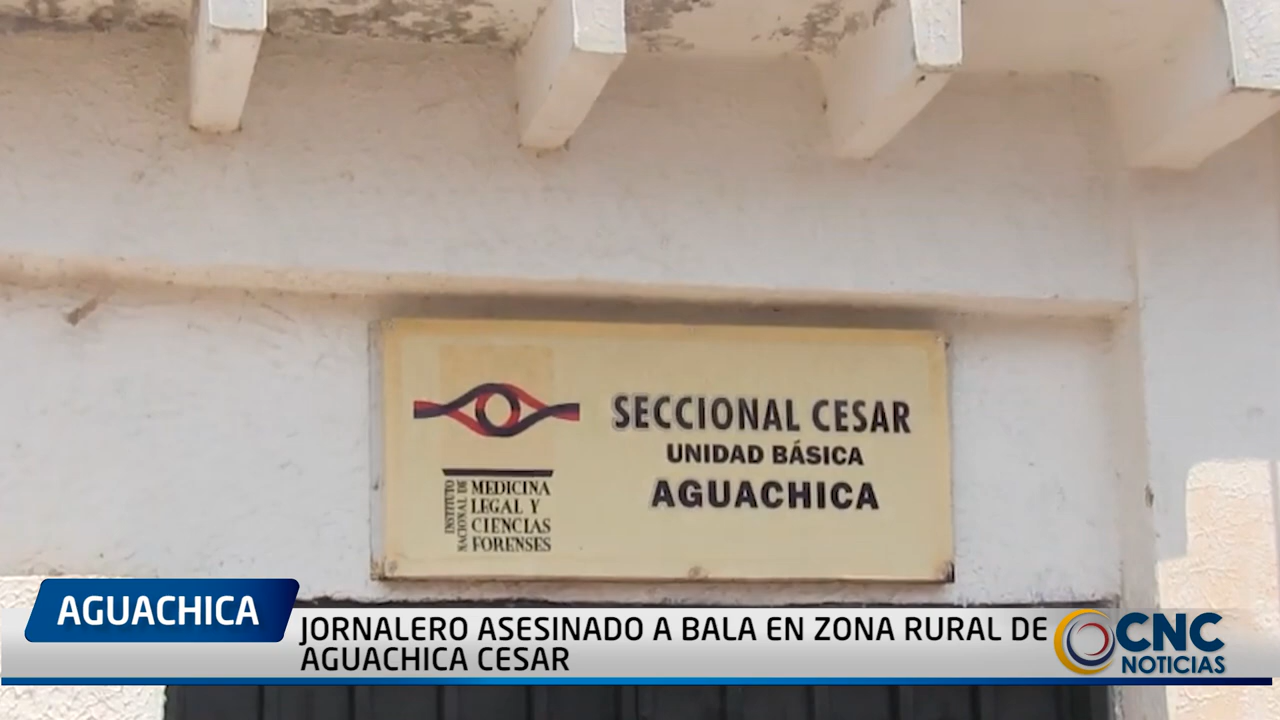 SECCIONAL CESAR
UNIDAD BÁSICA
AGUACHICA
INSTITUTO
NACIONAL DE
MEDICINA
LEGAL Y
CIENCIAS
FORENSES
AGUACHICA
JORNALERO ASESINADO A BALA EN ZONA RURAL DE
AGUACHICA CESAR
CNC
NOTICIAS